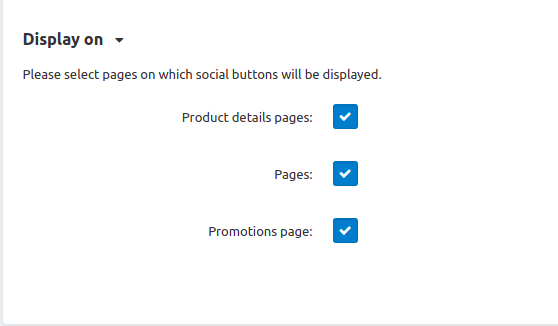 Display on
Please select pages on which social buttons will be displayed.
Product details pages:
Pages:
Promotions page: